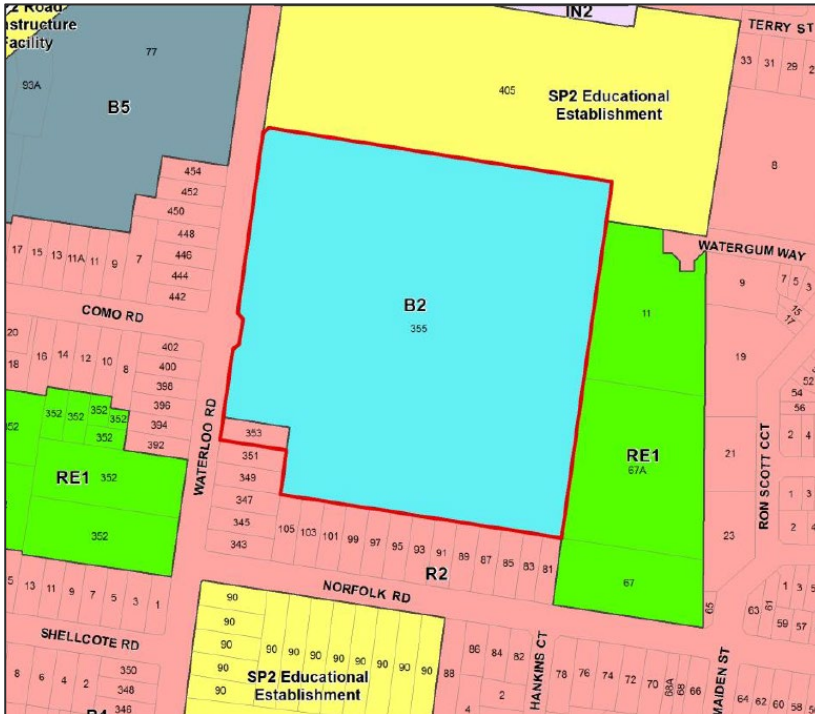 2 Road
structure
Facility
IN2
TERRY ST
77
93A
B5
405
SP2 Educational
Establishment
33 31 29 2
8
454
452
450
448
446
444
442
17 15 13 11A 11 9 7
WATERGUM WAY
COMO RD
B2
355
11
9
7 5 3
15
17
20
18
16 14 12 10 8
402
400
398
396
394
392
19
52
54
56
2 4
352 352 352 352
352
352
RE1
352
352
WATERLOO RD
353
351
349
347
345
343
RE1
67A
21
23
RON SCOTT CCT
1 3
2 4
105 103 101 99 97 95 93 91 89 87 85 83 81
R2
67
65
NORFOLK RD
5 13 11 9 7 5 3 1
63 61
1 3 5
59 57
SHELLCOTE RD
90
90
90
90
90
90 90 90 90 90 90 90 90
SP2 Educational
Establishment
88
86 84 82
2
4
HANKINS CT
78 76 74 72 70 68A 68 66
MAIDEN ST
64 62 60 58
8 6 4 2
350
348
346